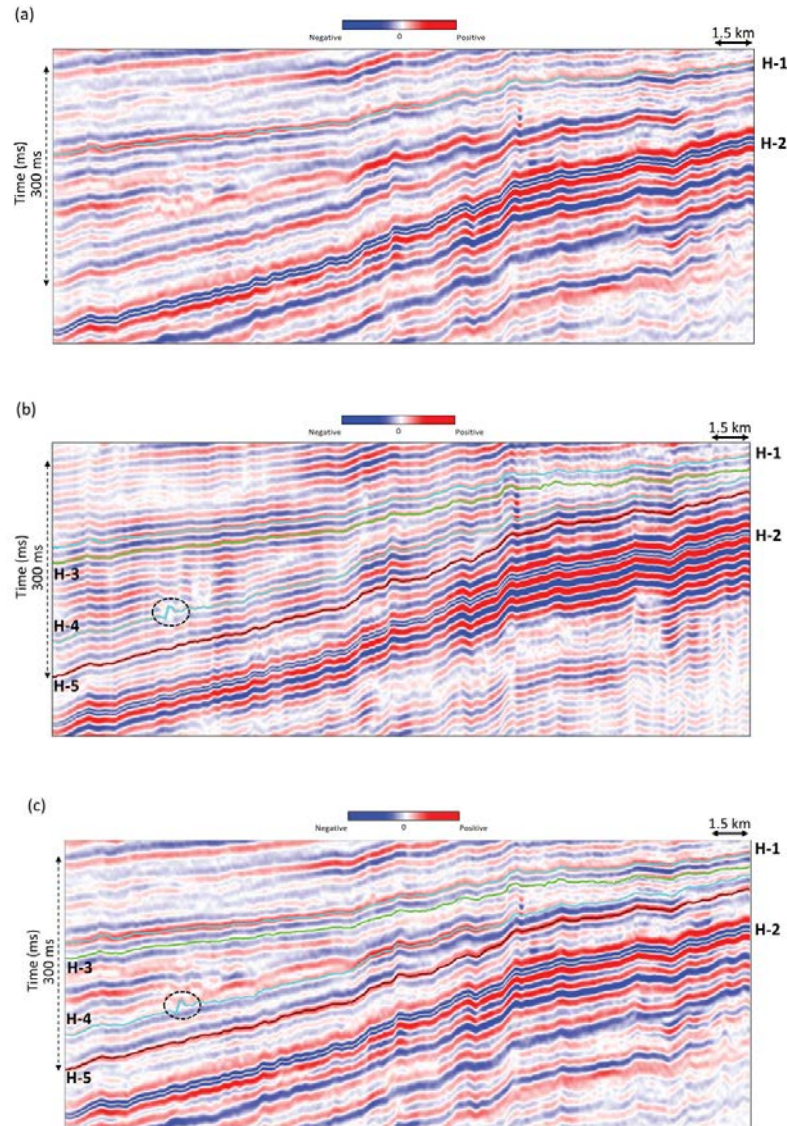 (a)
Negative 0 Positive
1.5 km
H-1
H-2
Time (ms)
300 ms
(b)
Negative 0 Positive
1.5 km
H-1
H-2
Time (ms)
300 ms
H-3
H-4
H-5
(c)
Negative 0 Positive
1.5 km
H-1
H-2
Time (ms)
300 ms
H-3
H-4
H-5